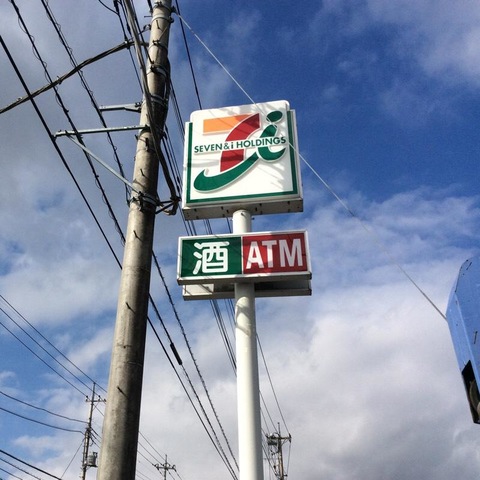 SEVEN & i HOLDINGS
酒 ATM